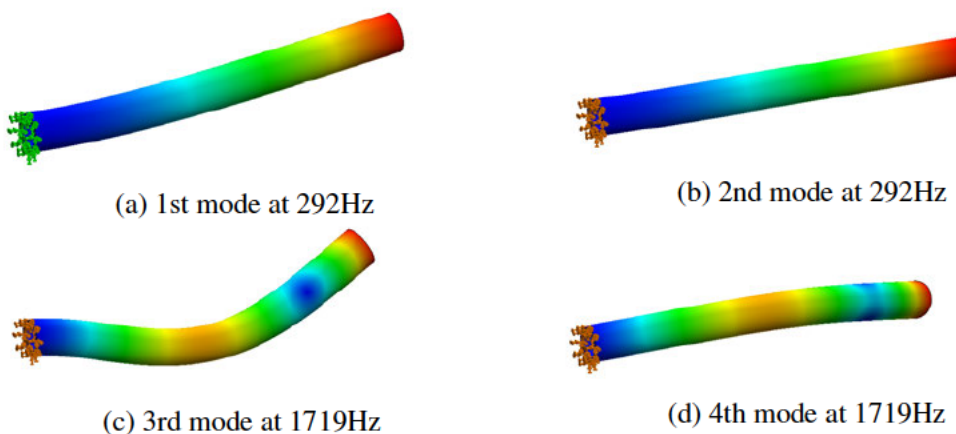 (a) 1st mode at 292Hz
(b) 2nd mode at 292Hz
(c) 3rd mode at 1719Hz
(d) 4th mode at 1719Hz